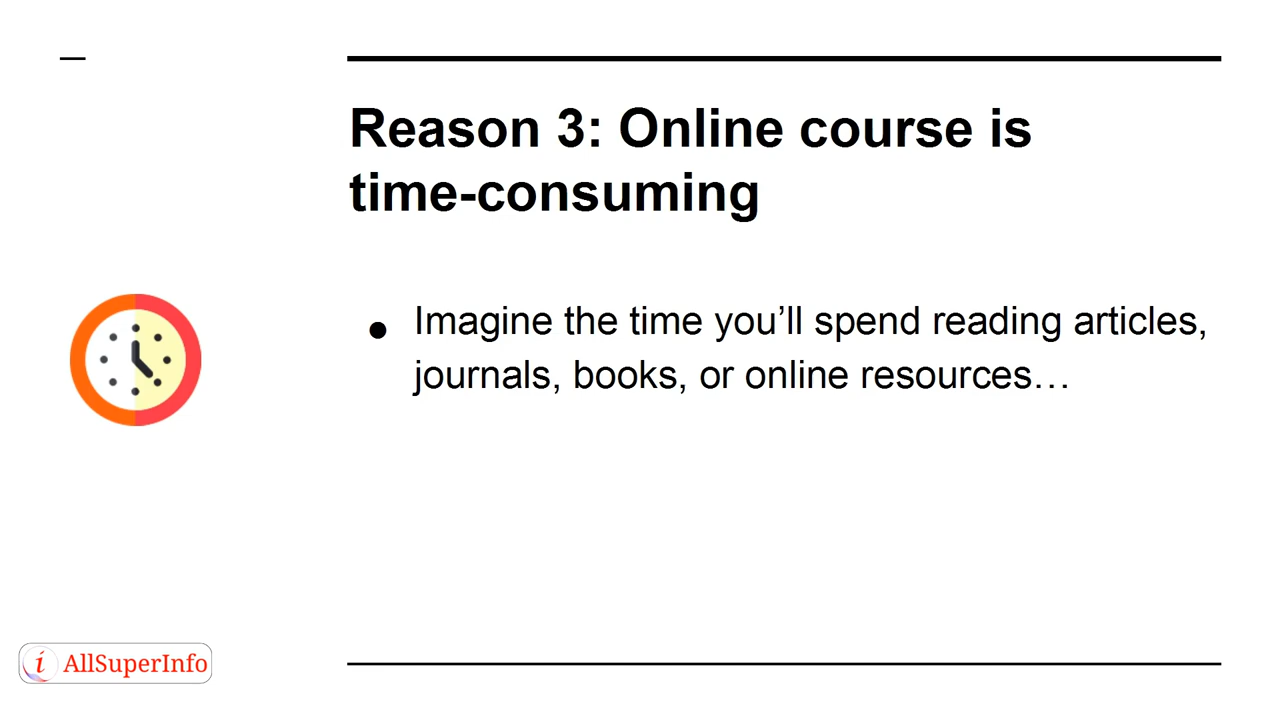 Reason 3: Online course is
time-consuming
● Imagine the time you’ll spend reading articles,
journals, books, or online resources…
i AllSuperInfo